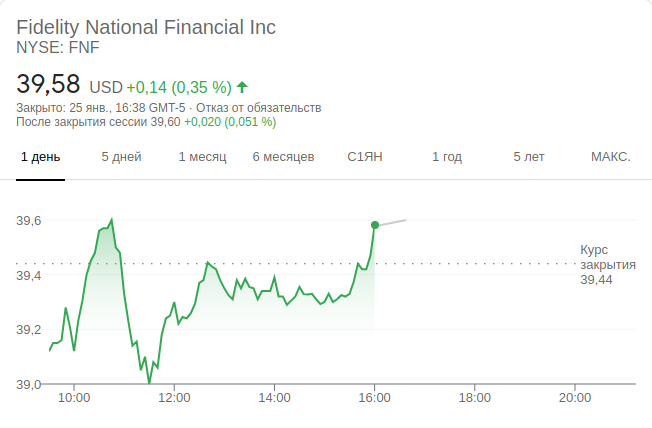 Fidelity National Financial Inc
NYSE: FNF
39,58 USD +0,14 (0,35 %)
Закрыто: 25 янв., 16:38 GMT-5 · Отказ от обязательств
После закрытия сессии 39,60 +0,020 (0,051 %)
1 день 5 дней 1 месяц 6 месяцев С1ЯН 1 год 5 лет МАКС.
39,6
39,4
39,2
39,0
Курс
закрытия
39,44
10:00 12:00 14:00 16:00 18:00 20:00